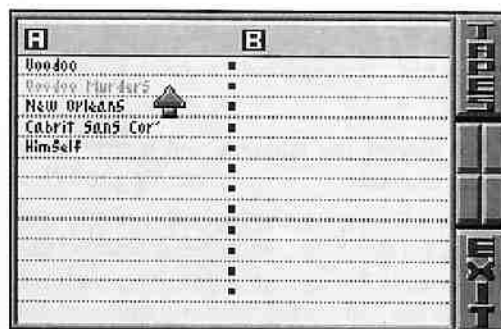 A B
Voodoo
Voodoo Murders
New Orleans
Cabrit Sans Cor'
Himself
TAPES
EXIT